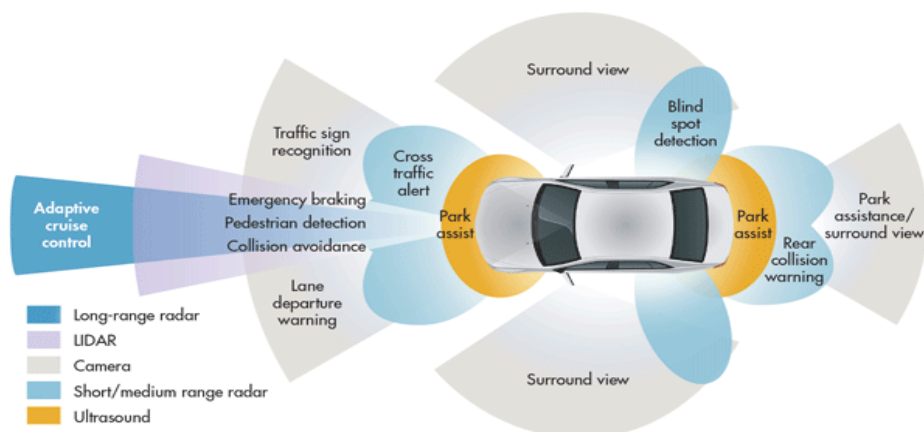 Surround view
Blind
spot
detection
Traffic sign
recognition
Cross
traffic
alert
Emergency braking
Pedestrian detection
Collision avoidance
Adaptive
cruise
control
Park
assist
Park
assist
Park
assistance/
surround view
Rear
collision
warning
Lane
departure
warning
Surround view
Long-range radar
LIDAR
Camera
Short/medium range radar
Ultrasound